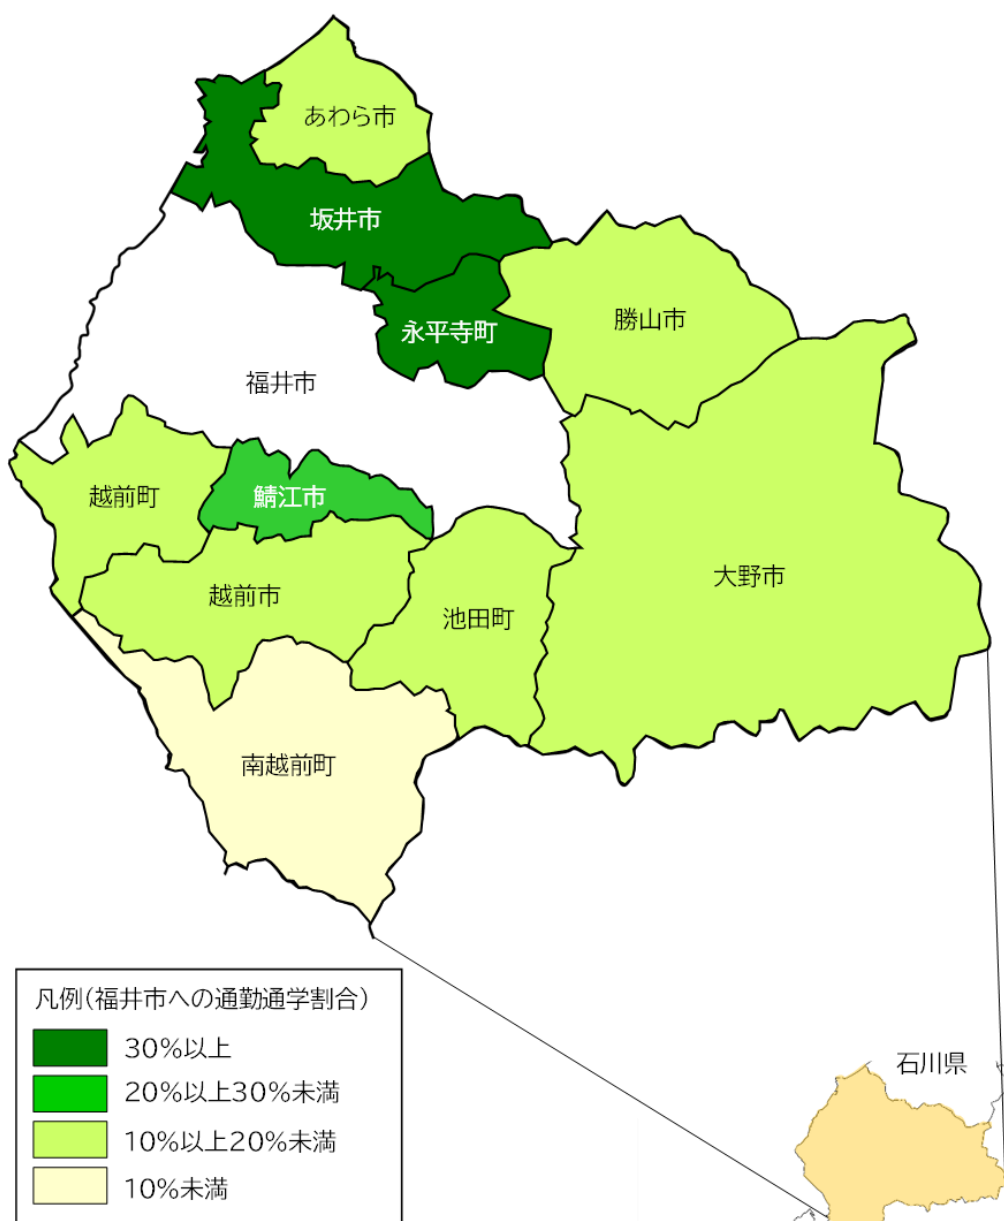 あわら市
坂井市
勝山市
永平寺町
福井市
越前町
鯖江市
大野市
越前市
池田町
南越前町
凡例(福井市への通勤通学割合)
30%以上
20%以上30%未満
10%以上20%未満
10%未満
石川県